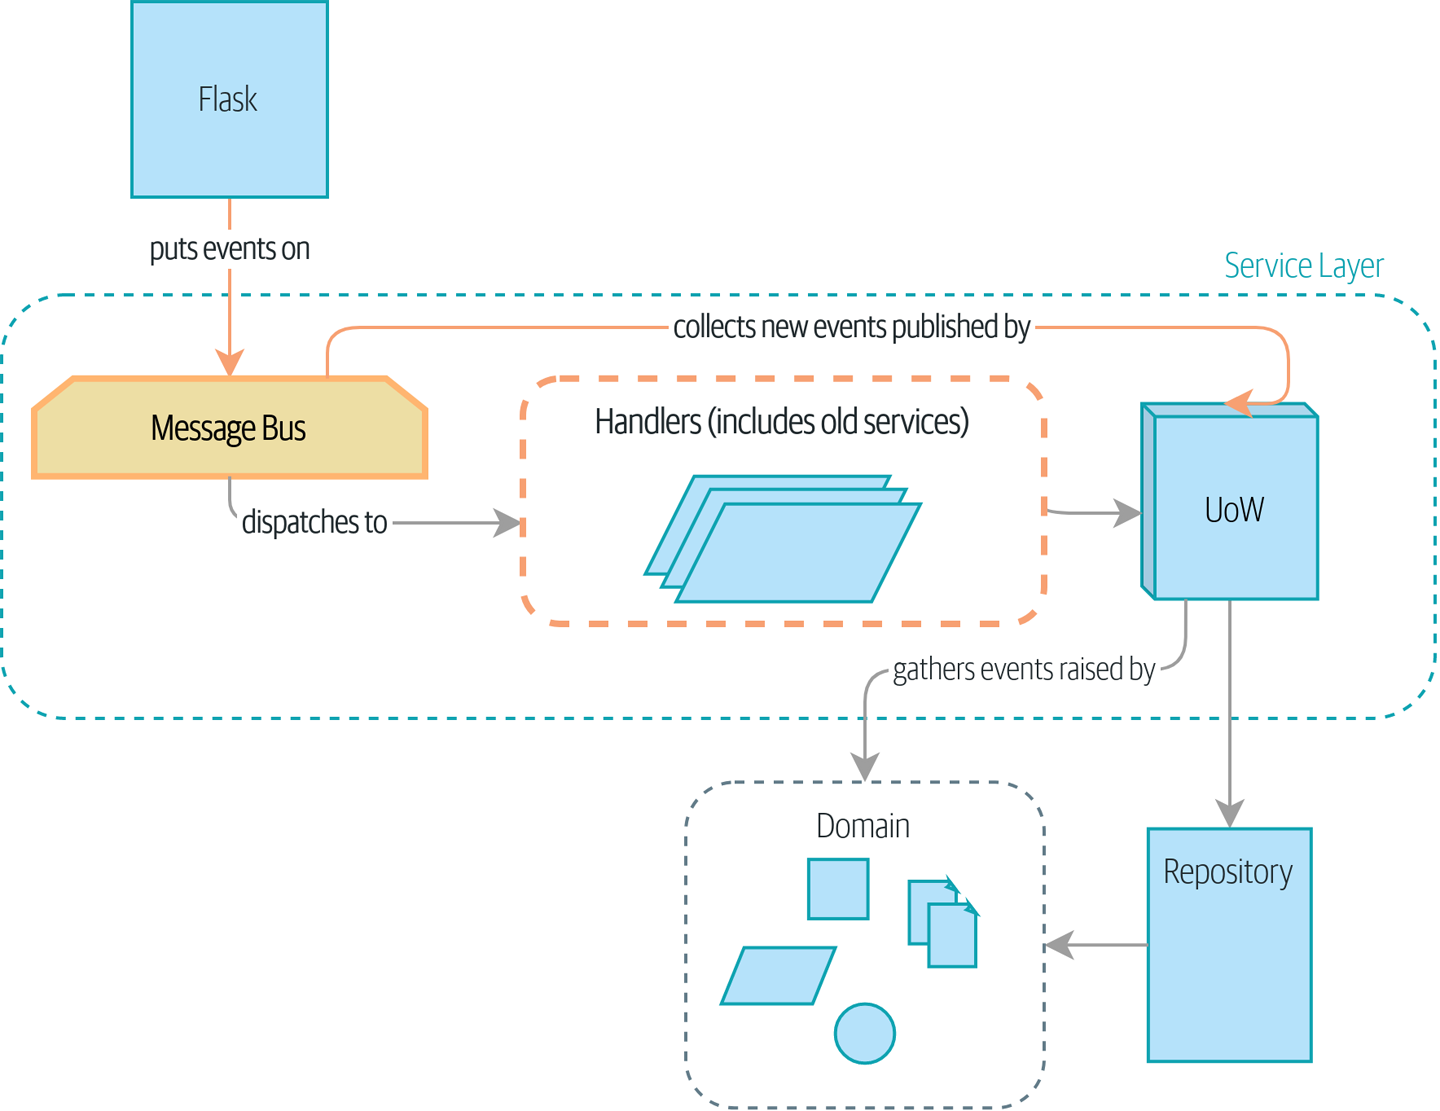 Flask
puts events on
Service Layer
collects new events published by
Message Bus
Handlers (includes old services)
dispatches to
UoW
gathers events raised by
Domain
Repository